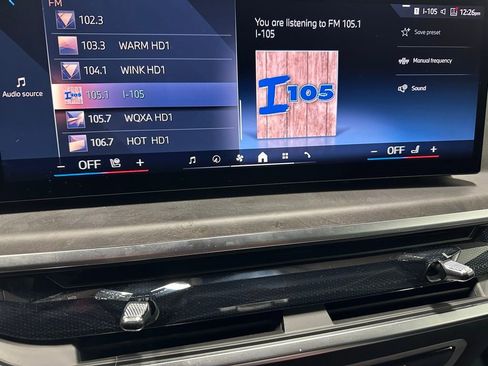 FM
102.3
103.3 WARM HD1
104.1 WINK HD1
105.1 I-105
105.7 WQXA HD1
106.7 HOT HD1
Audio source
You are listening to FM 105.1
I-105
I 105
I-105 12:26pm
Save preset
Manual frequency
Sound
− OFF +
− OFF +